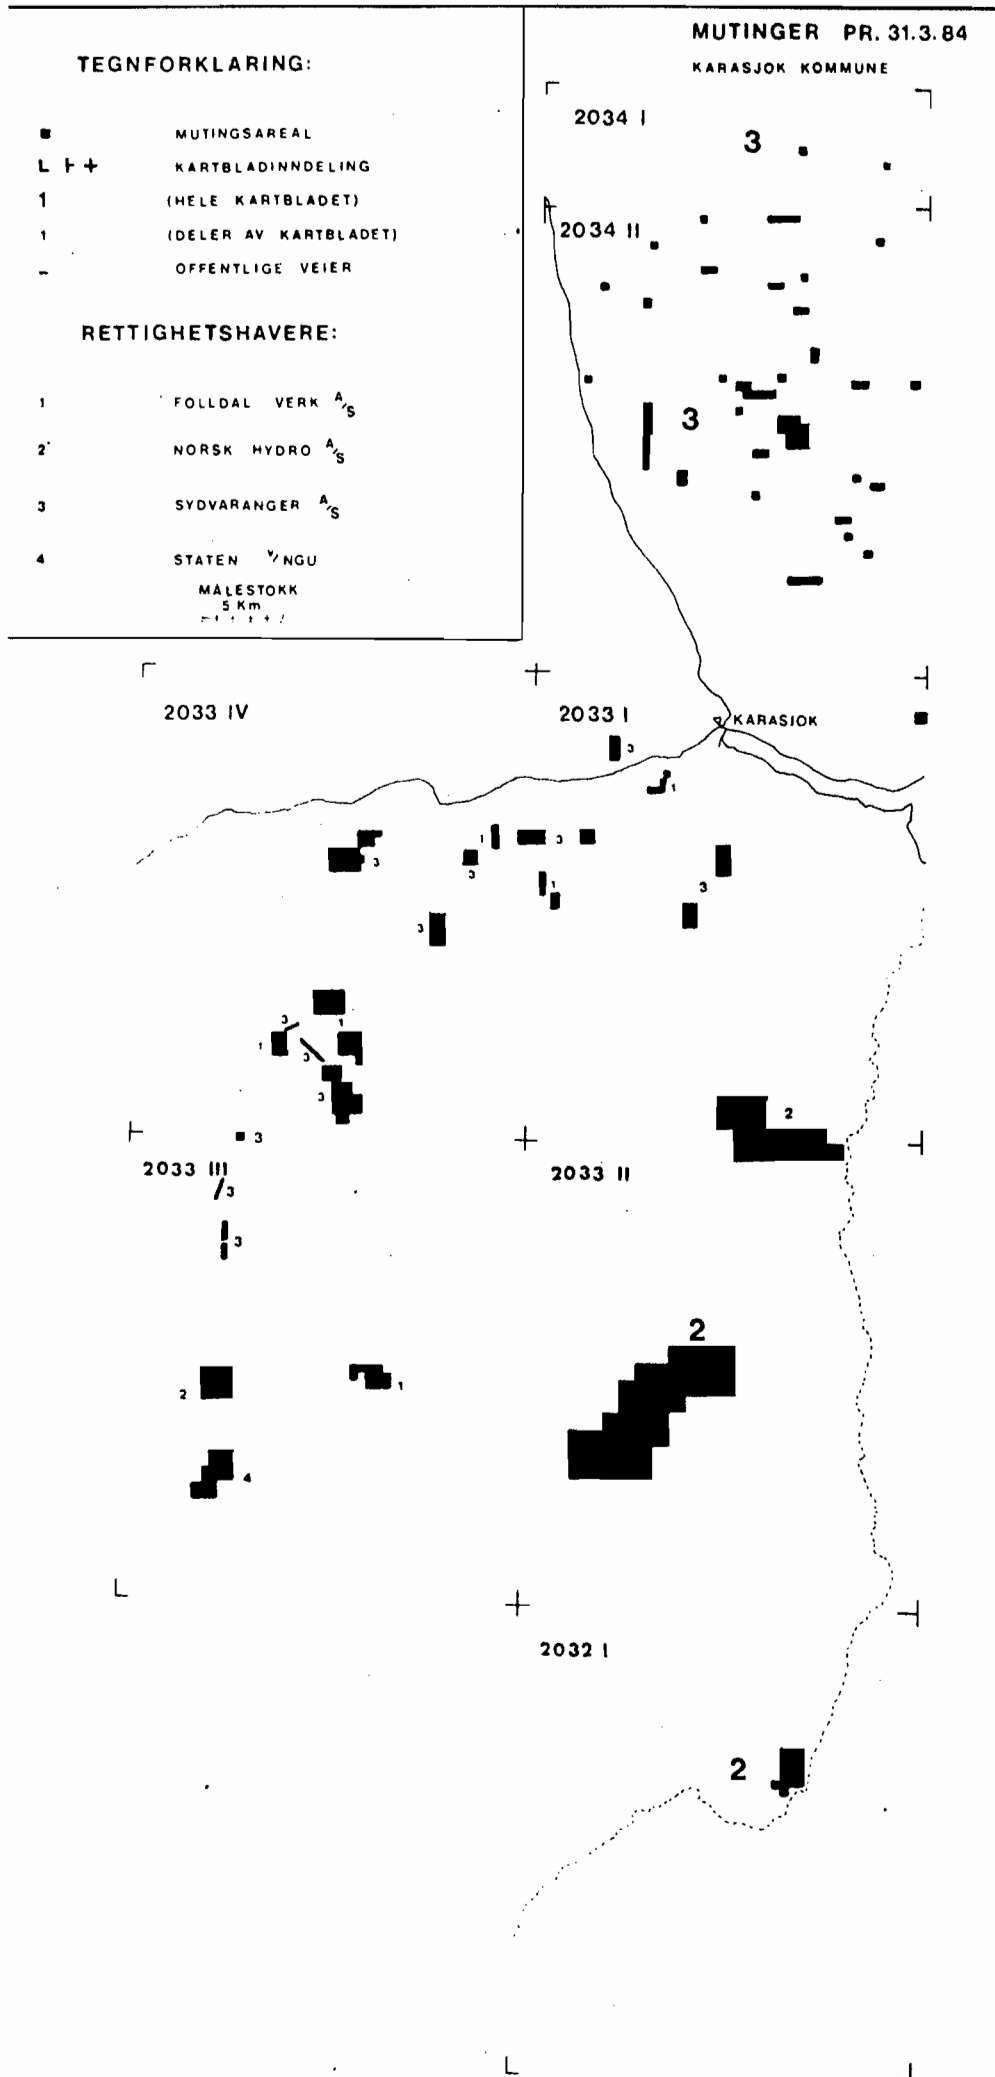 MUTINGER PR. 31.3.84
KARASJOK KOMMUNE
TEGNFORKLARING:
MUTINGSAREAL
KARTBLADINNDELING
1 (HELE KARTBLADET)
1 (DELER AV KARTBLADET)
OFFENTLIGE VEIER
RETTIGHETSHAVERE:
1 FOLLDAL VERK A/S
2 NORSK HYDRO A/S
3 SYDVARANGER A/S
4 STATEN V/NGU
MÅLESTOKK
5 Km
2034 I
3
2034 II
3
2033 IV
2033 I
KARASJOK
3
1
1
3
3
3
1
3
3
3
1
1
3
3
3
2
3
2033 III
2033 II
3
3
2
2
1
4
2032 I
2